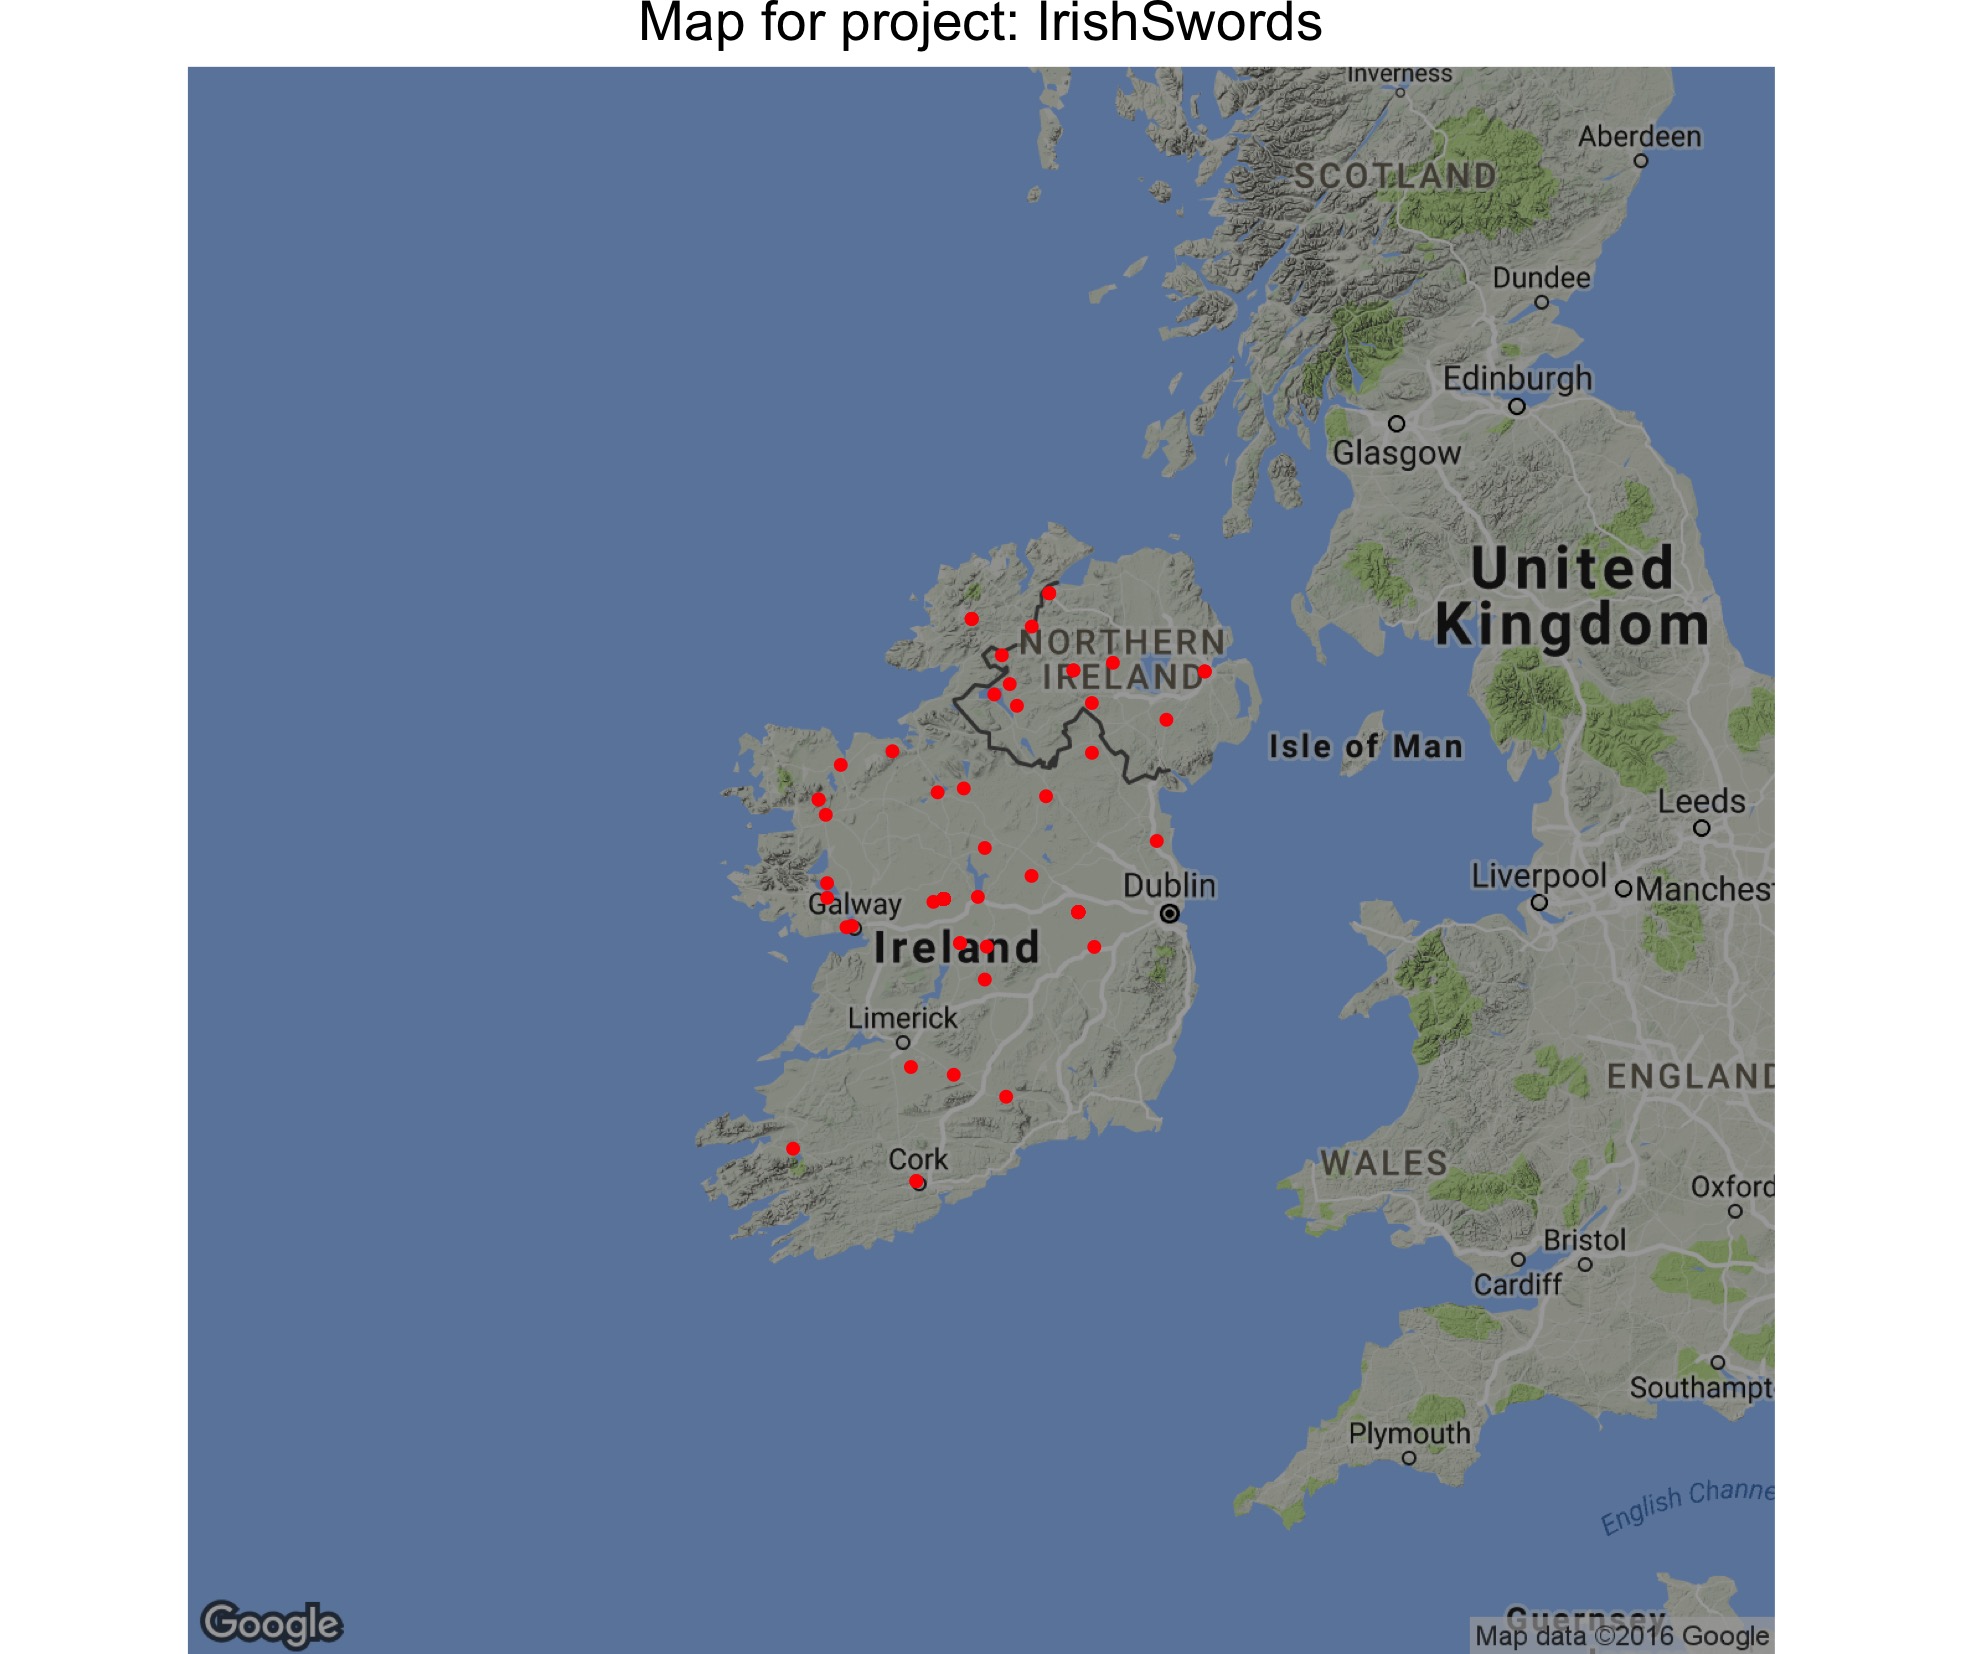 Map for project: IrishSwords
Inverness
Aberdeen
SCOTLAND
Dundee
Edinburgh
Glasgow
United
Kingdom
NORTHERN
IRELAND
Isle of Man
Leeds
Liverpool
Manchest
Dublin
Galway
Ireland
Limerick
ENGLAND
Cork
WALES
Oxford
Bristol
Cardiff
Southampt
Plymouth
English Channe
Guernsey
Google
Map data ©2016 Google